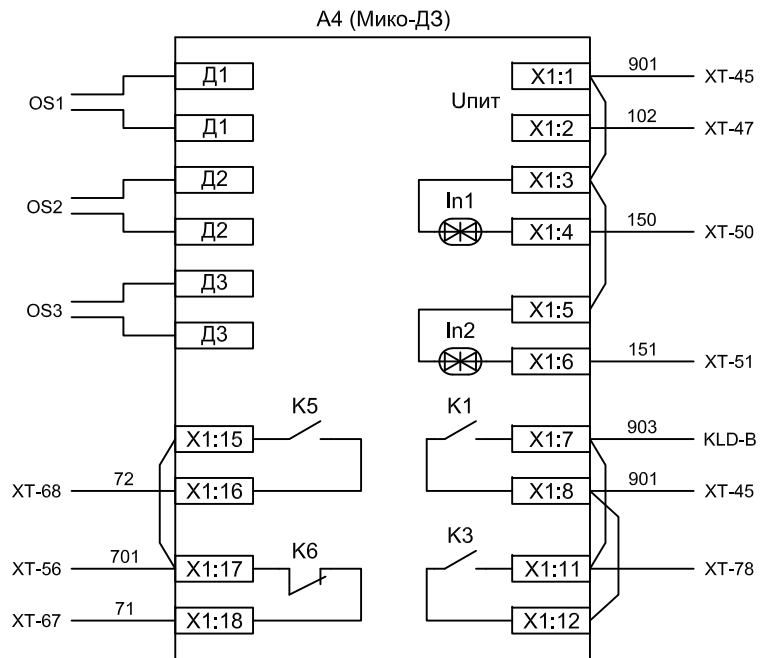 A4 (Мико-ДЗ)
Д1
X1:1
901
XT-45
OS1
Uпит
Д1
X1:2
102
XT-47
Д2
X1:3
OS2
In1
Д2
X1:4
150
XT-50
Д3
X1:5
OS3
In2
Д3
X1:6
151
XT-51
K5
K1
X1:15
X1:7
903
KLD-B
XT-68
72
X1:16
X1:8
901
XT-45
K6
K3
XT-56
701
X1:17
X1:11
XT-78
XT-67
71
X1:18
X1:12